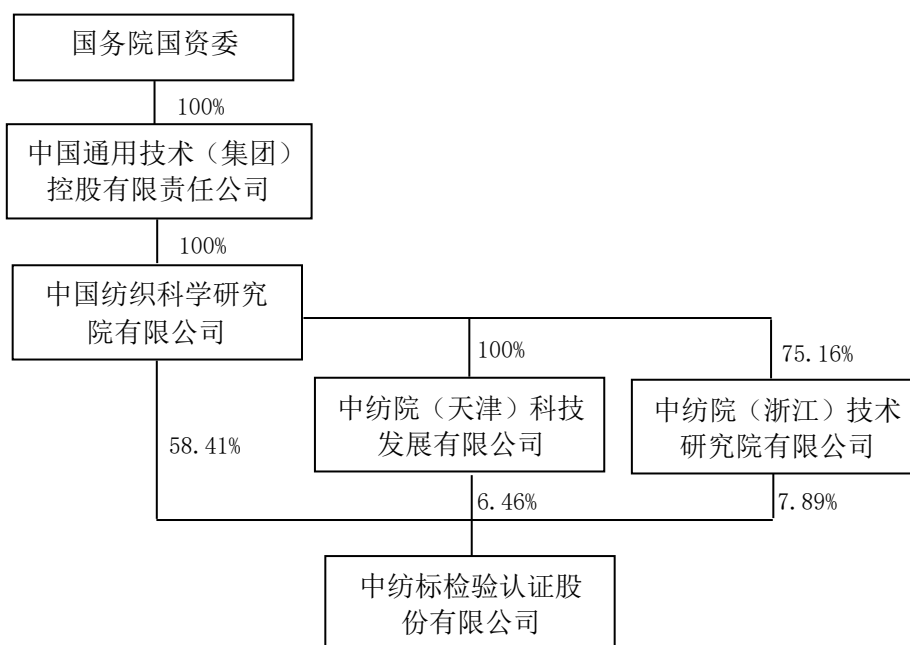 国务院国资委
100%
中国通用技术（集团）
控股有限责任公司
100%
中国纺织科学研究
院有限公司
100%
75.16%
中纺院（天津）科技
发展有限公司
中纺院（浙江）技术
研究院有限公司
58.41%
6.46%
7.89%
中纺标检验认证股
份有限公司